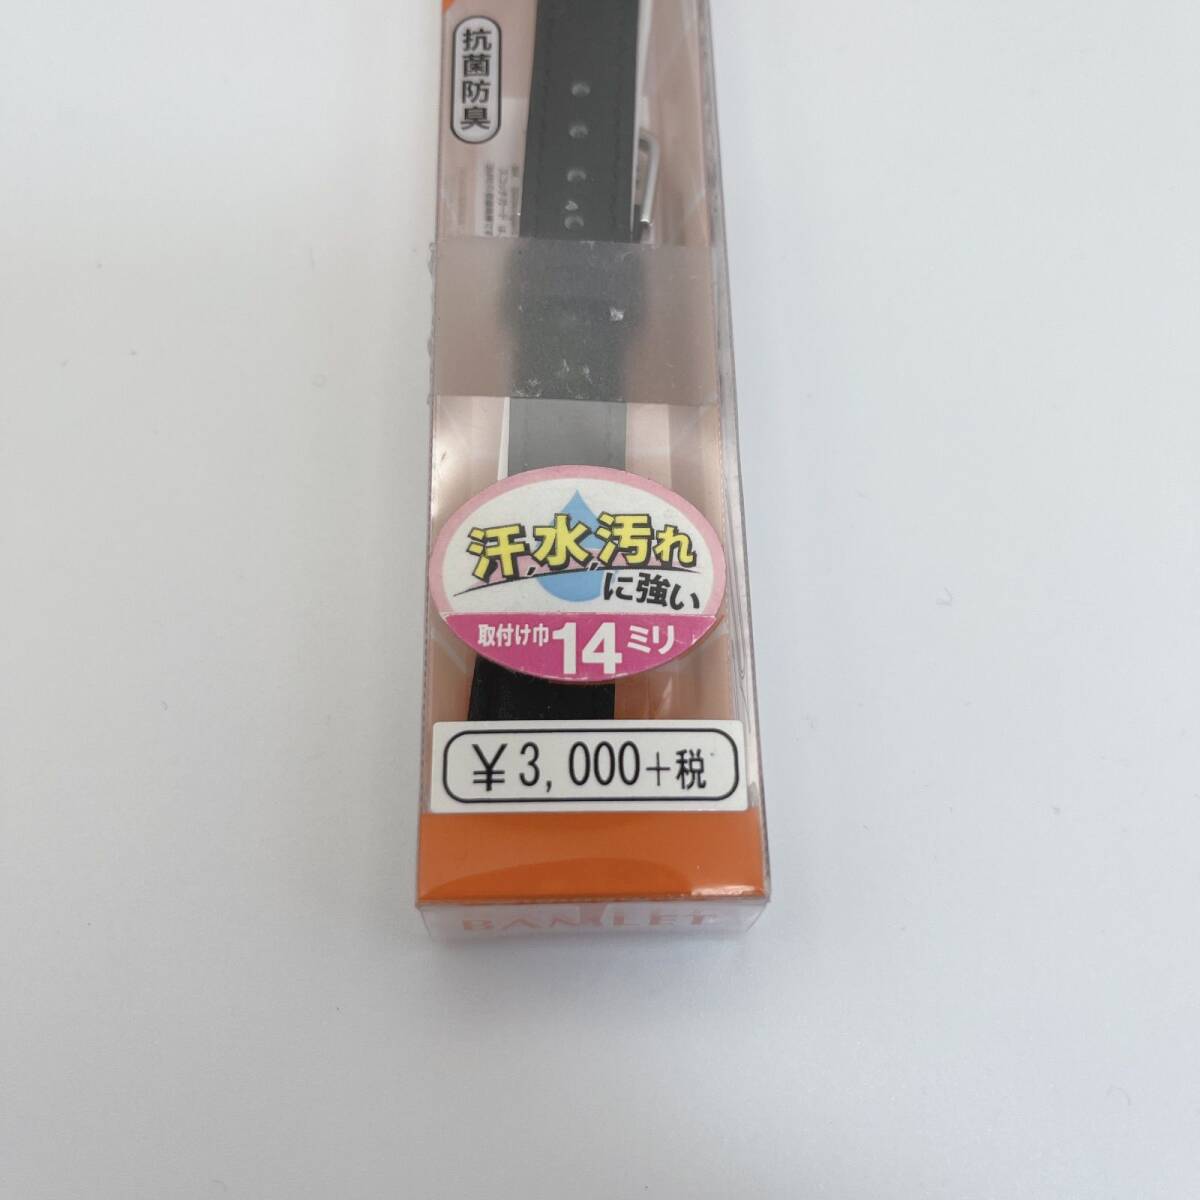 抗菌防臭
汗、水、汚れ
に強い
取付け巾14ミリ
￥3,000+税